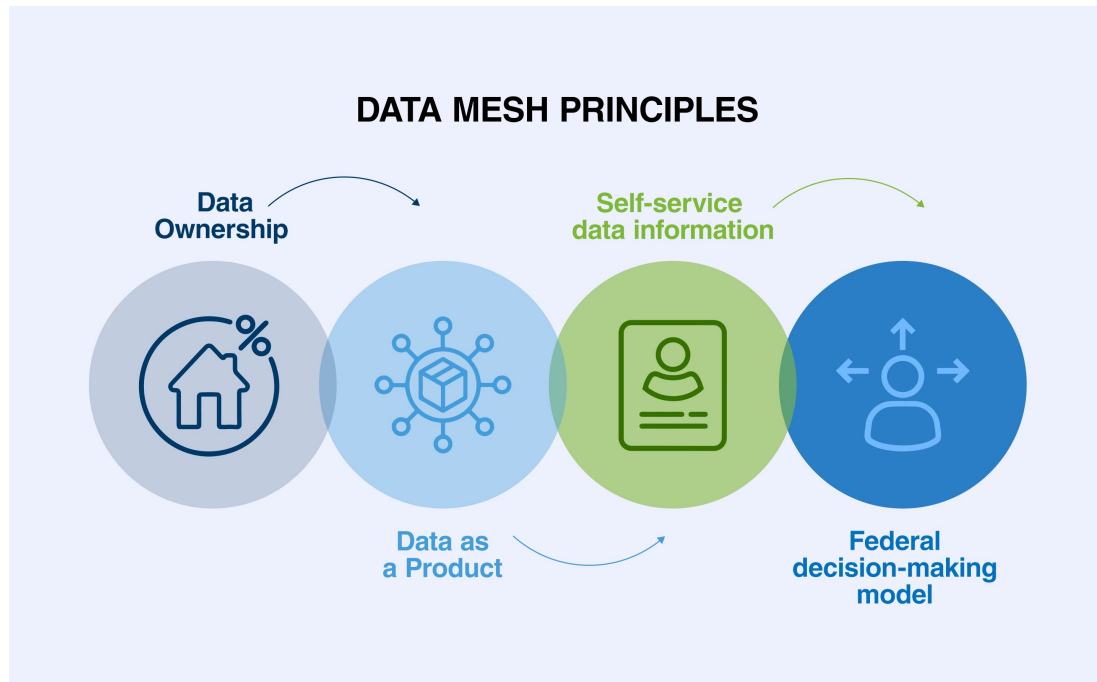 DATA MESH PRINCIPLES
Data
Ownership
Self-service
data information
Data as
a Product
Federal
decision-making
model